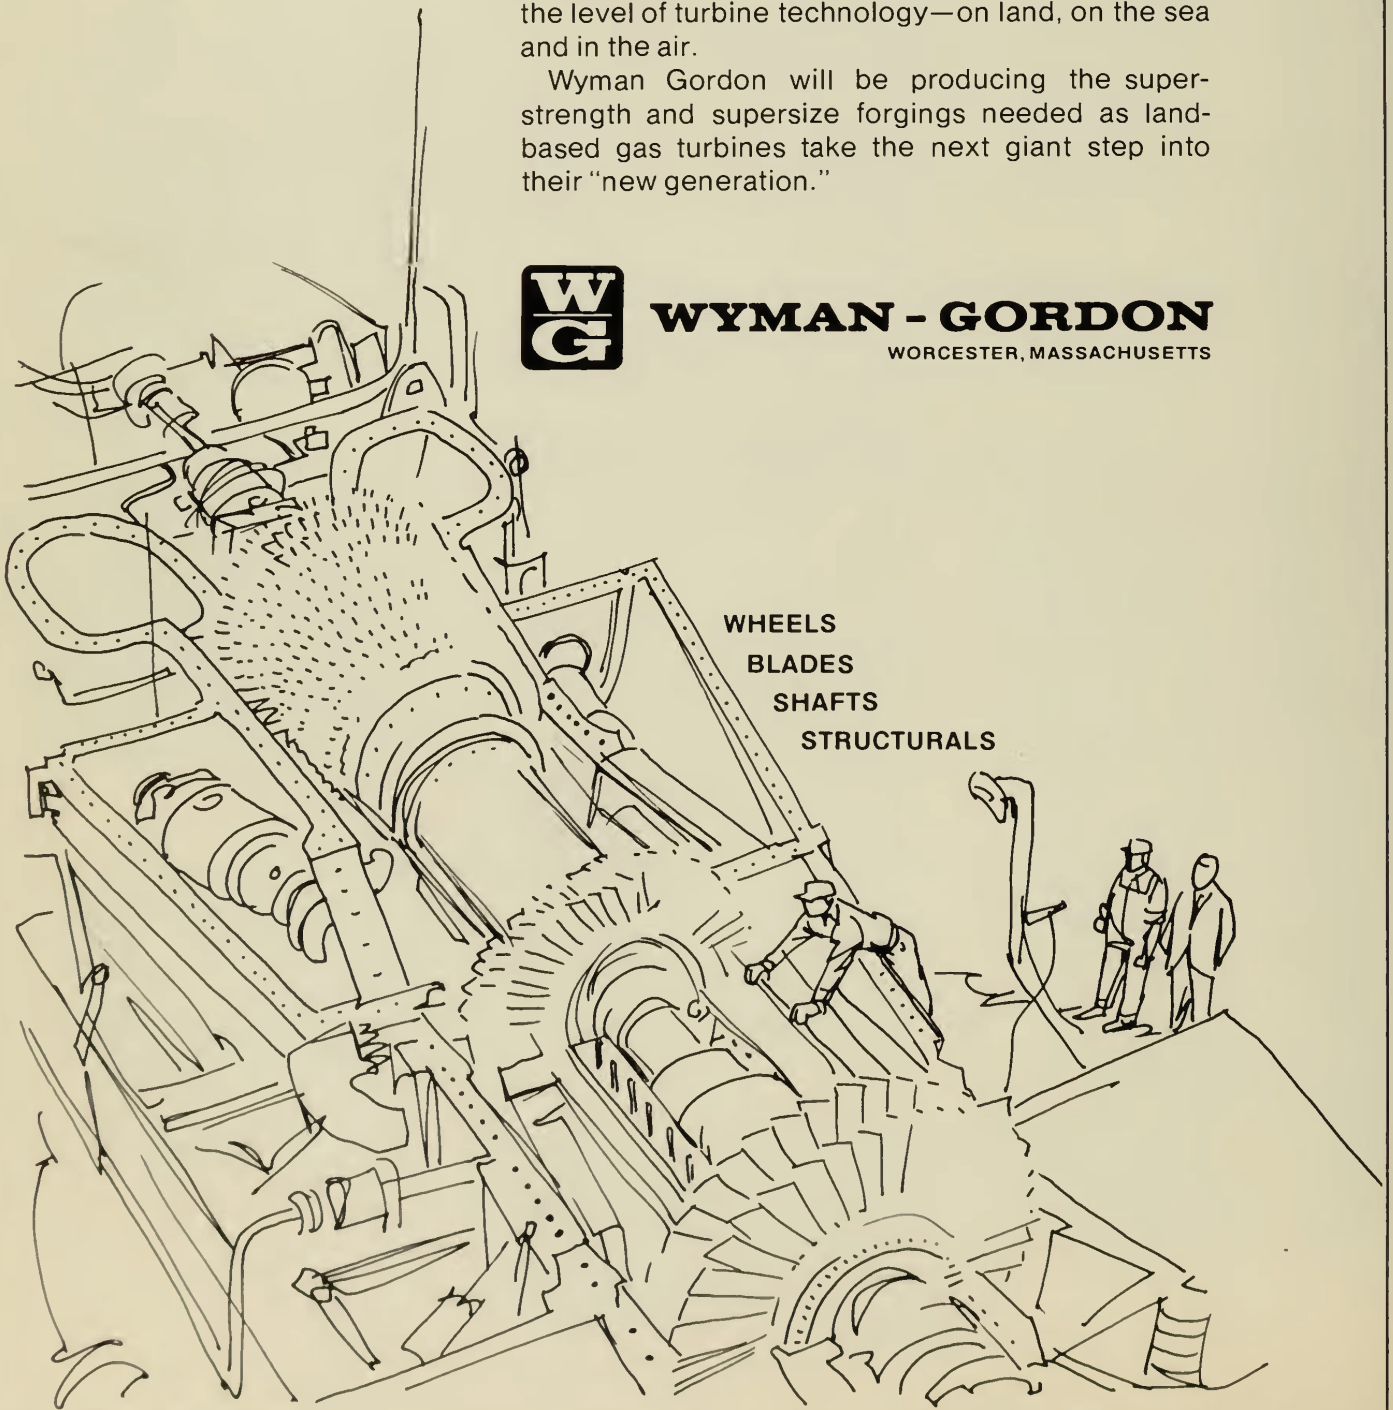 the level of turbine technology—on land, on the sea
and in the air.
Wyman Gordon will be producing the super-
strength and supersize forgings needed as land-
based gas turbines take the next giant step into
their "new generation."
W
G
WYMAN-GORDON
WORCESTER, MASSACHUSETTS
WHEELS
BLADES
SHAFTS
STRUCTURALS